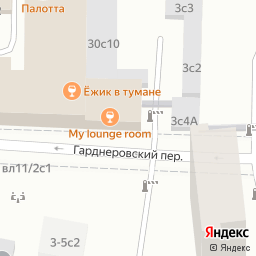 Палотта
3с3
30с10
3с2
Ёжик в тумане
My lounge room
3с4А
Гарднеровский пер.
вл11/2с1
3-5с2
© Яндекс